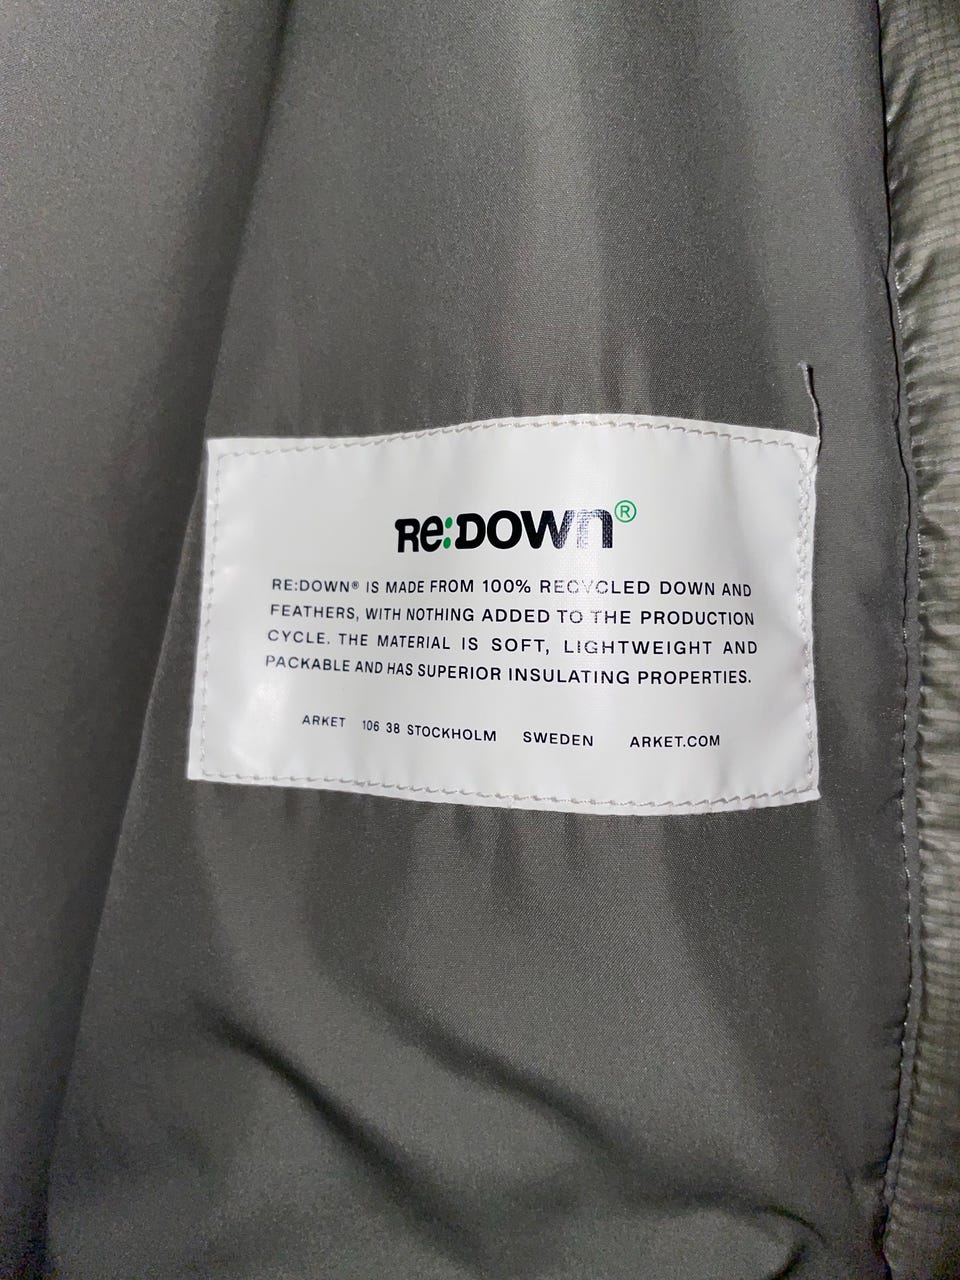 Re:DOWN®
RE:DOWN® IS MADE FROM 100% RECYCLED DOWN AND
FEATHERS, WITH NOTHING ADDED TO THE PRODUCTION
CYCLE. THE MATERIAL IS SOFT, LIGHTWEIGHT AND
PACKABLE AND HAS SUPERIOR INSULATING PROPERTIES.
ARKET 106 38 STOCKHOLM SWEDEN ARKET.COM